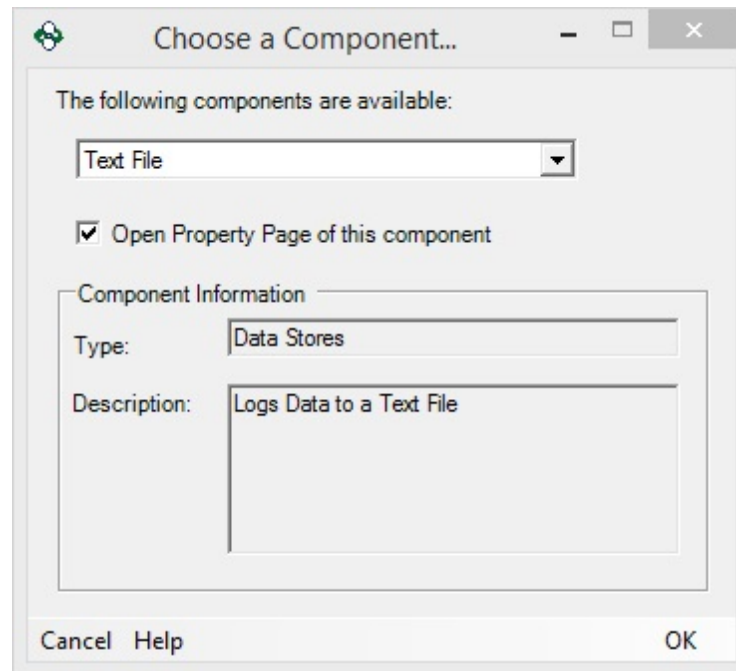 Choose a Component...
The following components are available:
Text File
Open Property Page of this component
Component Information
Type: Data Stores
Description: Logs Data to a Text File
Cancel Help OK